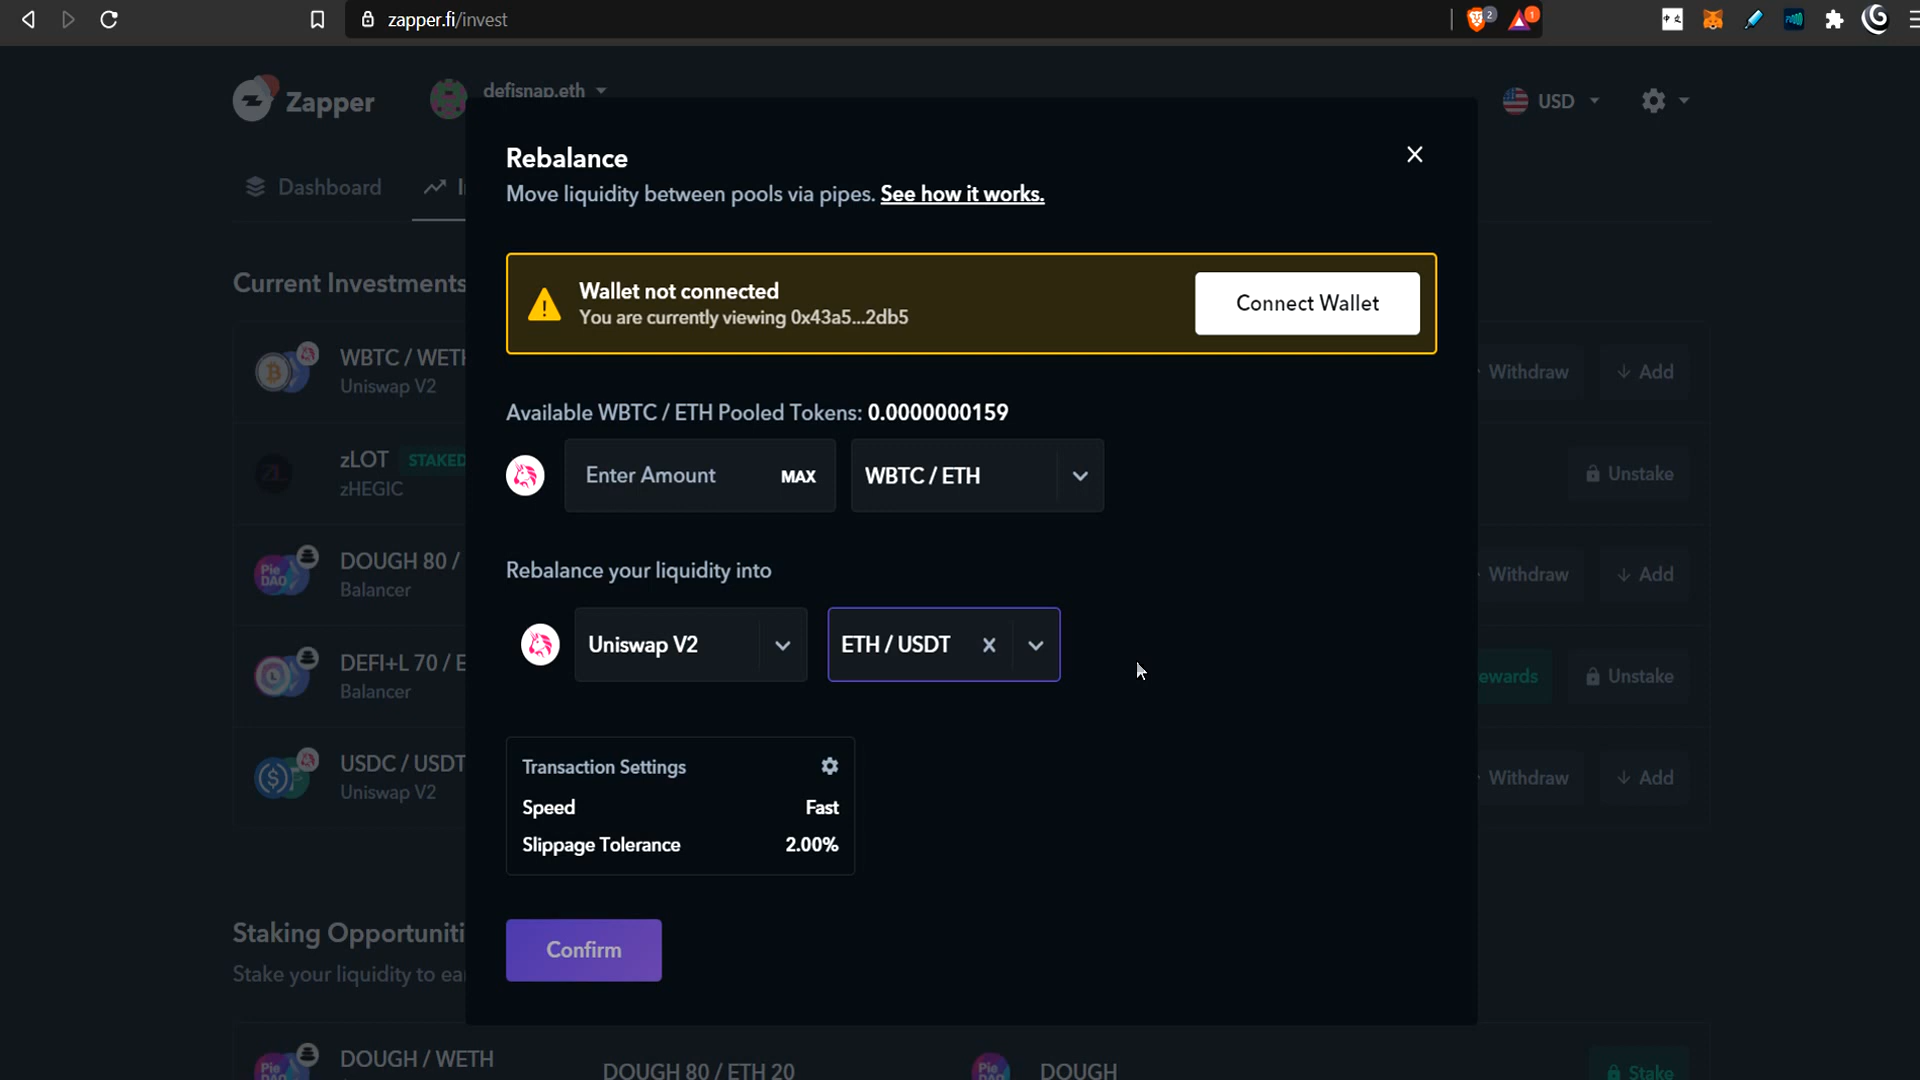 zapper.fi/invest
2
1
Zapper
defisnap.eth
USD
Dashboard
Rebalance
Move liquidity between pools via pipes. See how it works.
Wallet not connected
You are currently viewing 0x43a5...2db5
Connect Wallet
Current Investments
WBTC / WETH
Uniswap V2
Withdraw
Add
Available WBTC / ETH Pooled Tokens: 0.0000000159
Enter Amount
MAX
WBTC / ETH
zLOT
STAKED
zHEGIC
Unstake
Rebalance your liquidity into
DOUGH 80 /
Balancer
Withdraw
Add
Uniswap V2
ETH / USDT
DEFI+L 70 / E
Balancer
ewards
Unstake
Transaction Settings
Speed
Fast
Slippage Tolerance
2.00%
USDC / USDT
Uniswap V2
Withdraw
Add
Confirm
Staking Opportuniti
Stake your liquidity to ea
DOUGH / WETH
DOUGH 80 / ETH 20
DOUGH
Stake